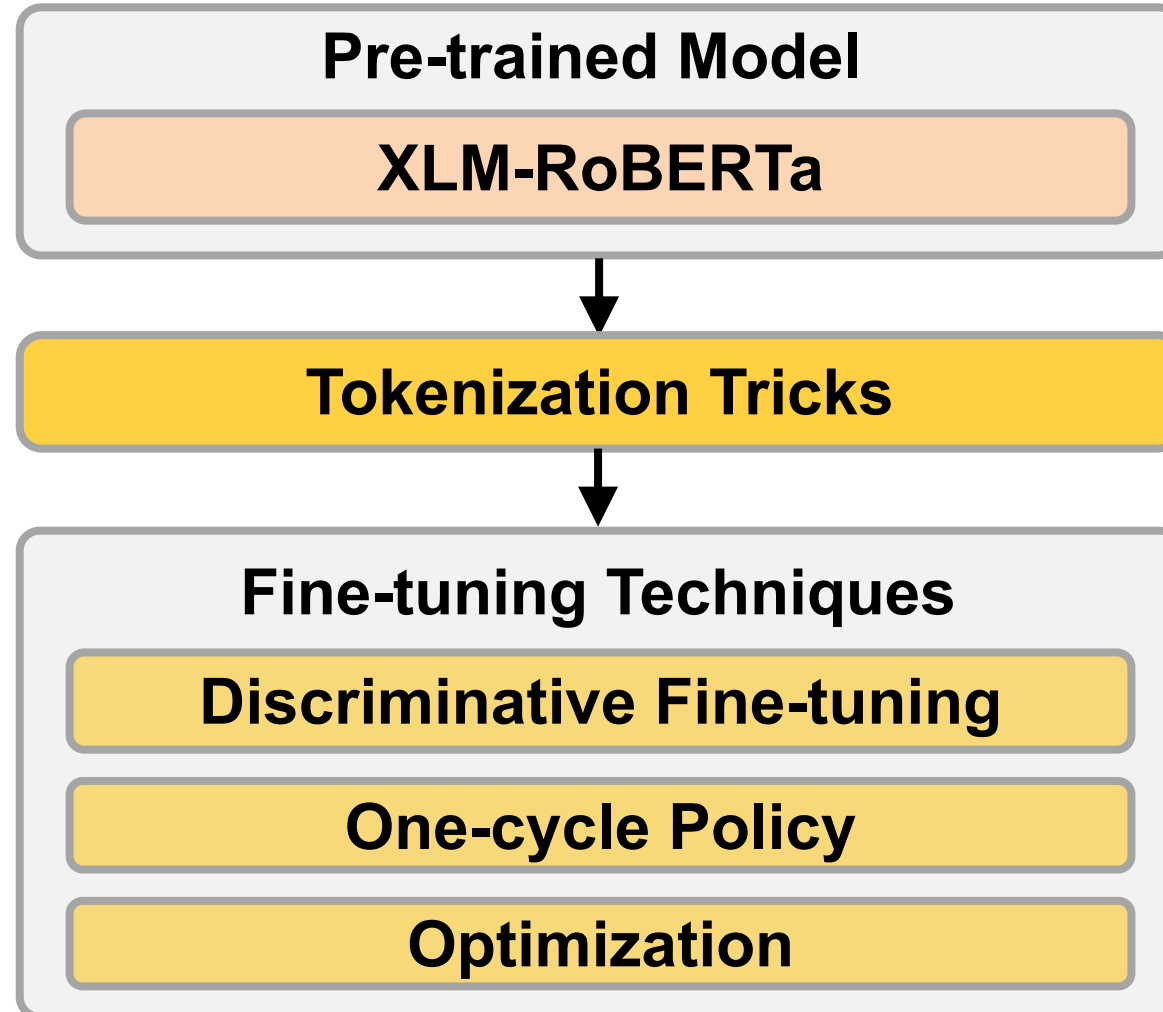 Pre-trained Model
XLM-RoBERTa
Tokenization Tricks
Fine-tuning Techniques
Discriminative Fine-tuning
One-cycle Policy
Optimization